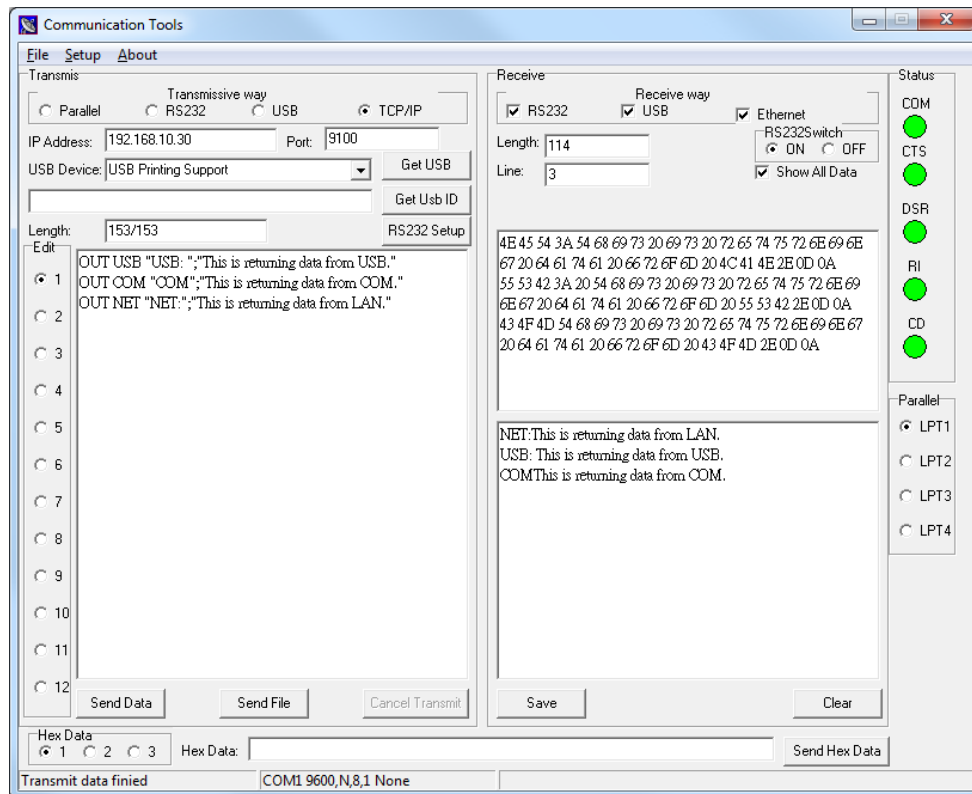 Communication Tools
File Setup About
Transmis
Transmissive way
Parallel RS232 USB TCP/IP
IP Address: 192.168.10.30 Port: 9100
USB Device: USB Printing Support Get USB
Get Usb ID
Length: 153/153 RS232 Setup
Edit
1
2
3
4
5
6
7
8
9
10
11
12
OUT USB "USB: ";"This is returning data from USB."
OUT COM "COM";"This is returning data from COM."
OUT NET "NET:";"This is returning data from LAN."
Send Data Send File Cancel Transmit
Receive
Receive way
RS232 USB Ethernet
Length: 114
RS232Switch
ON OFF
Line: 3
Show All Data
4E 45 54 3A 54 68 69 73 20 69 73 20 72 65 74 75 72 6E 69 6E
67 20 64 61 74 61 20 66 72 6F 6D 20 4C 41 4E 2E 0D 0A
55 53 42 3A 20 54 68 69 73 20 69 73 20 72 65 74 75 72 6E 69
6E 67 20 64 61 74 61 20 66 72 6F 6D 20 55 53 42 2E 0D 0A
43 4F 4D 54 68 69 73 20 69 73 20 72 65 74 75 72 6E 69 6E 67
20 64 61 74 61 20 66 72 6F 6D 20 43 4F 4D 2E 0D 0A
NET:This is returning data from LAN.
USB: This is returning data from USB.
COMThis is returning data from COM.
Save Clear
Status
COM
CTS
DSR
RI
CD
Parallel
LPT1
LPT2
LPT3
LPT4
Hex Data
1 2 3 Hex Data: Send Hex Data
Transmit data finied COM1 9600,N,8,1 None